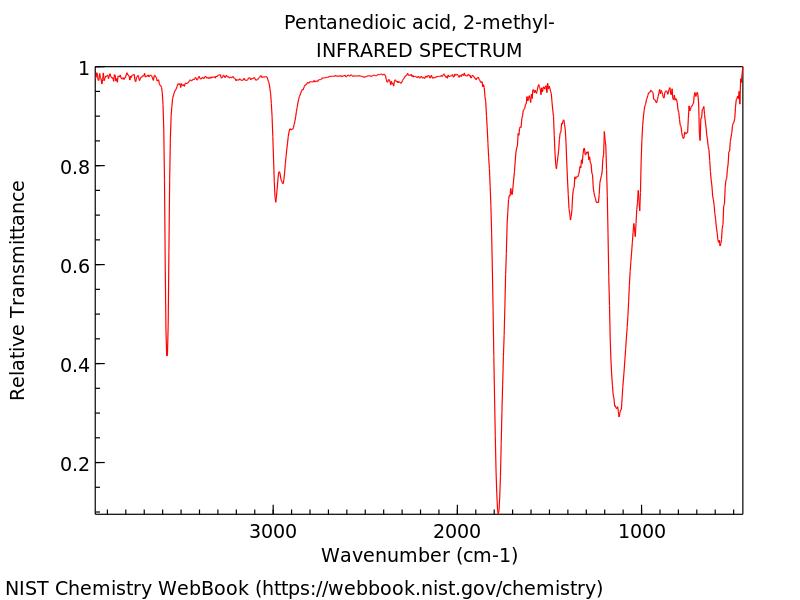 Pentanedioic acid, 2-methyl-
INFRARED SPECTRUM
1
0.8
0.6
0.4
0.2
Relative Transmittance
3000 2000 1000
Wavenumber (cm-1)
NIST Chemistry WebBook (https://webbook.nist.gov/chemistry)